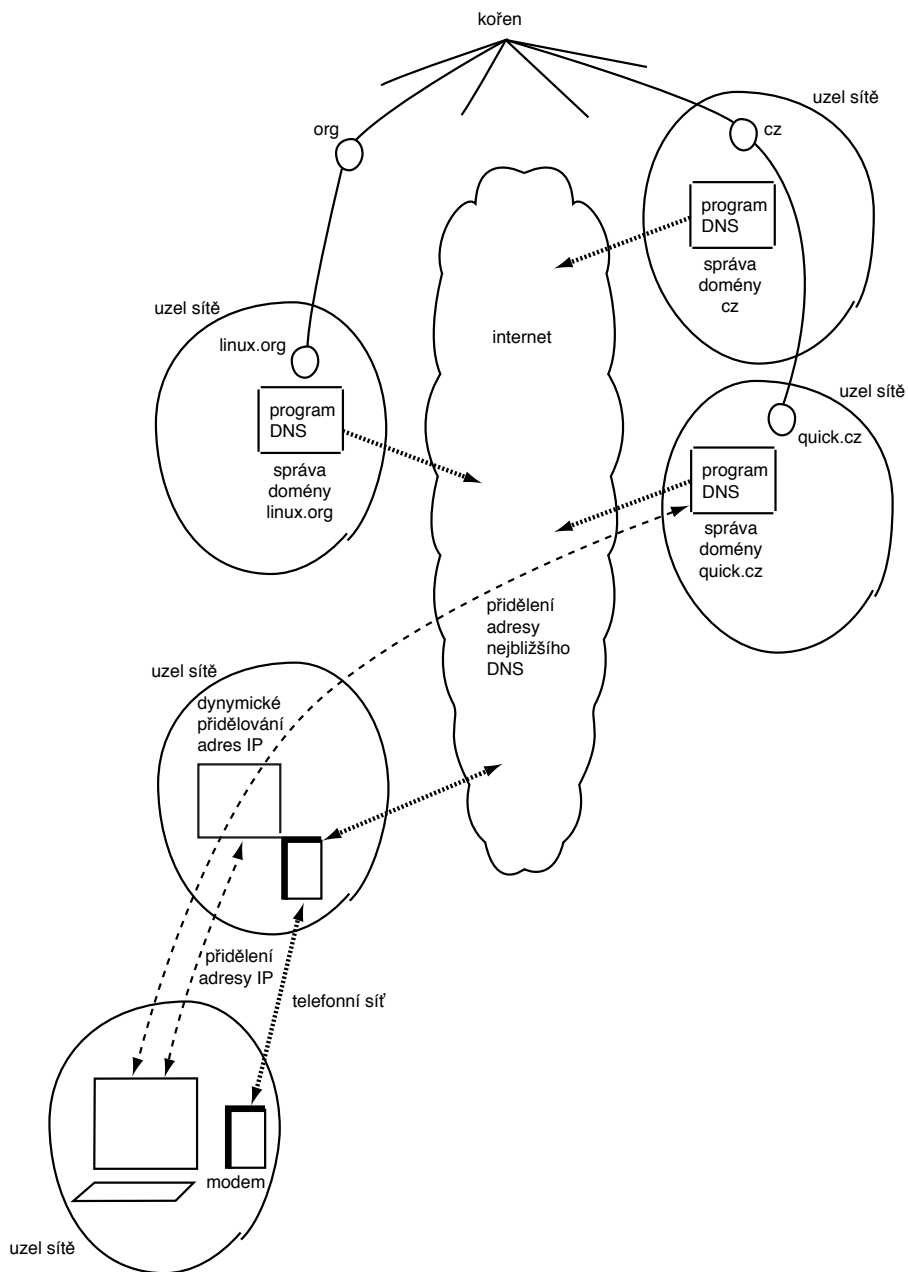 kořen
uzel sítě
org
cz
program
DNS
správa
domény
cz
uzel sítě
linux.org
internet
program
DNS
správa
domény
linux.org
uzel sítě
quick.cz
program
DNS
správa
domény
quick.cz
přidělení
adresy
nejbližšího
DNS
uzel sítě
dynymické
přidělování
adres IP
přidělení
adresy IP
telefonní síť
modem
uzel sítě